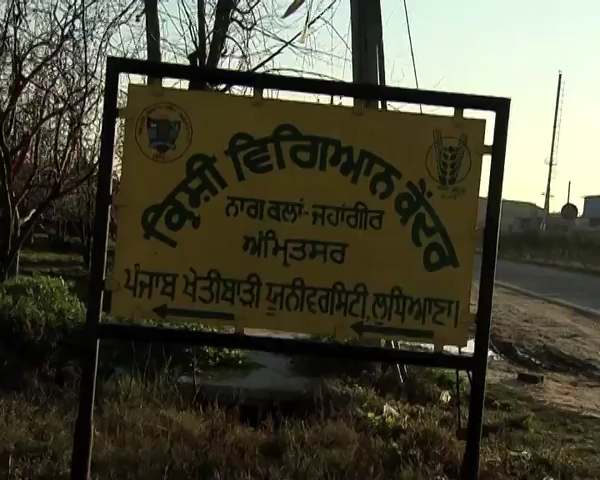 ਕ੍ਰਿਸ਼ੀ ਵਿਗਿਆਨ ਕੇਂਦਰ
ਨਾਗ ਕਲਾਂ-ਜਹਾਂਗੀਰ
ਅੰਮ੍ਰਿਤਸਰ
ਪੰਜਾਬ ਖੇਤੀਬਾੜੀ ਯੂਨੀਵਰਸਿਟੀ, ਲੁਧਿਆਣਾ।